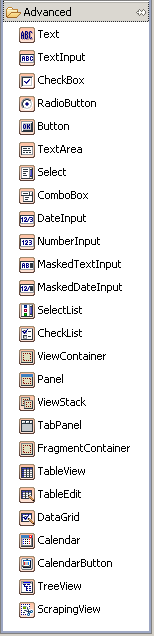 Advanced
Text
TextInput
CheckBox
RadioButton
Button
TextArea
Select
ComboBox
DateInput
NumberInput
MaskedTextInput
MaskedDateInput
SelectList
CheckList
ViewContainer
Panel
ViewStack
TabPanel
FragmentContainer
TableView
TableEdit
DataGrid
Calendar
CalendarButton
TreeView
ScrapingView